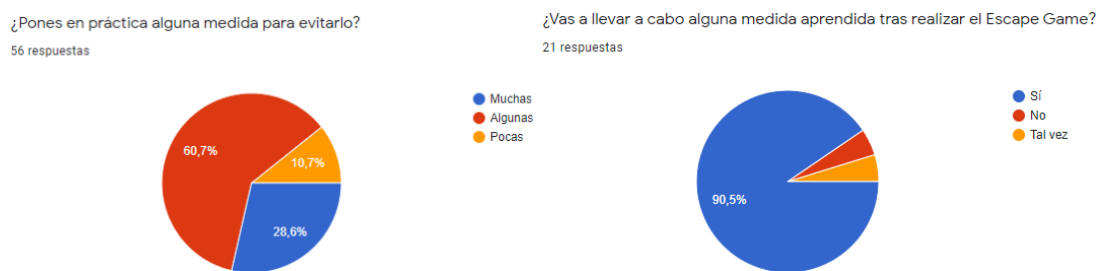 ¿Pones en práctica alguna medida para evitarlo?
56 respuestas
Muchas
Algunas
Pocas
60,7%
10,7%
28,6%
¿Vas a llevar a cabo alguna medida aprendida tras realizar el Escape Game?
21 respuestas
Sí
No
Tal vez
90,5%